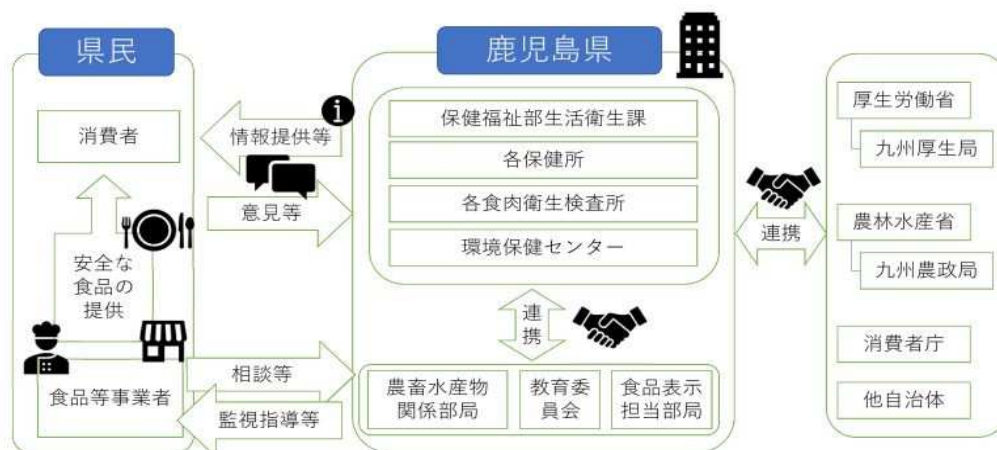 県民
消費者
安全な
食品の
提供
食品等事業者
情報提供等
意見等
相談等
監視指導等
鹿児島県
保健福祉部生活衛生課
各保健所
各食肉衛生検査所
環境保健センター
連
携
農畜水産物
関係部局
教育委
員会
食品表示
担当部局
連携
厚生労働省
九州厚生局
農林水産省
九州農政局
消費者庁
他自治体